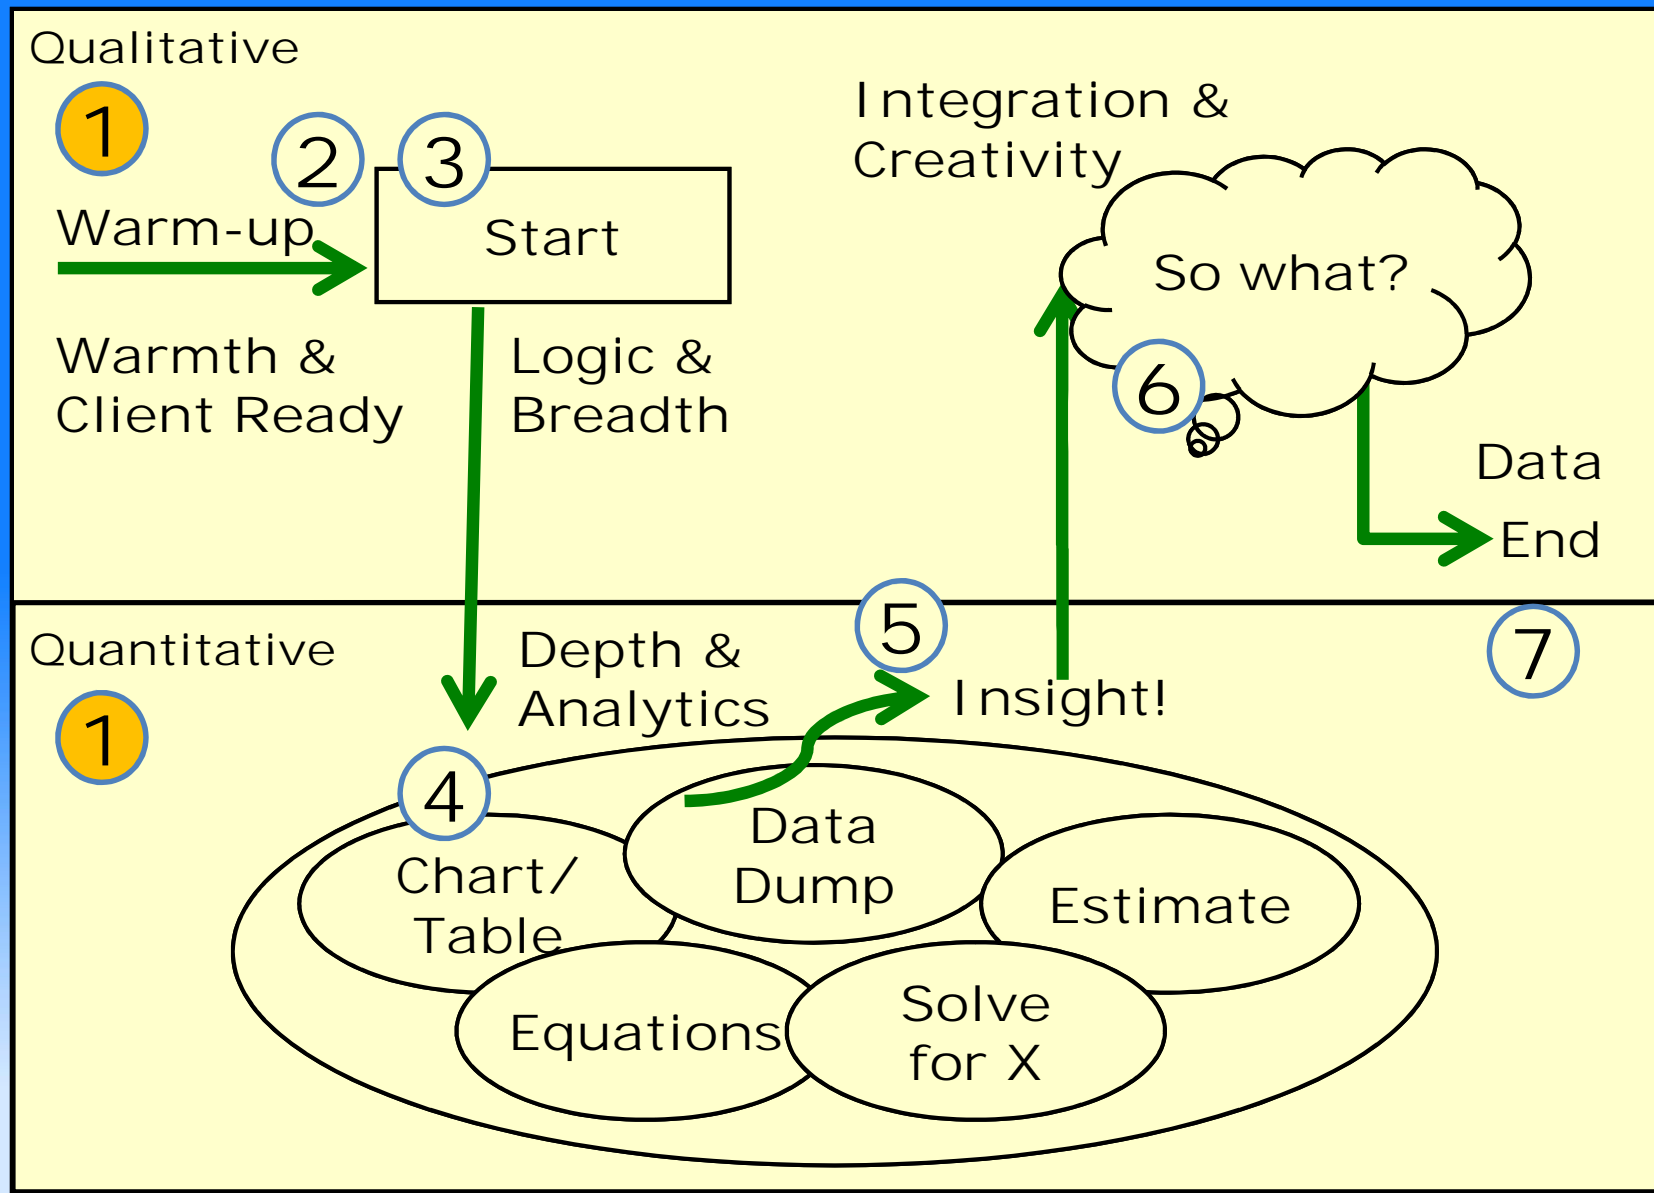 Qualitative
1
2
3
Warm-up
Start
Warmth &
Client Ready
Logic &
Breadth
Integration &
Creativity
So what?
6
Data
End
Quantitative
1
Depth &
Analytics
5
Insight!
7
4
Chart/
Table
Data
Dump
Estimate
Equations
Solve
for X